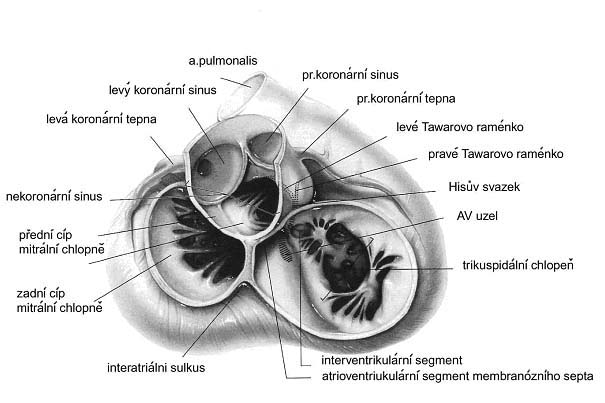 a.pulmonalis
pr.koronární sinus
levý koronární sinus
pr.koronární tepna
levá koronární tepna
levé Tawarovo raménko
pravé Tawarovo raménko
Hisův svazek
nekoronární sinus
AV uzel
přední cíp
mitrální chlopně
trikuspidální chlopeň
zadní cíp
mitrální chlopně
interventrikulární segment
interatriálni sulkus
atrioventriukulární segment membranózního septa